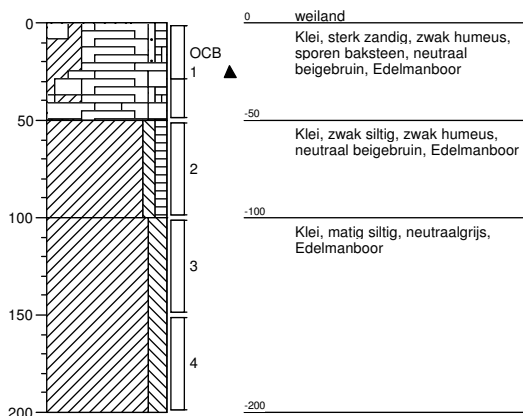 0
50
100
150
200
OCB
1
2
3
4
0
weiland
Klei, sterk zandig, zwak humeus,
sporen baksteen, neutraal
beigebruin, Edelmanboor
-50
Klei, zwak siltig, zwak humeus,
neutraal beigebruin, Edelmanboor
-100
Klei, matig siltig, neutraalgrijs,
Edelmanboor
-200